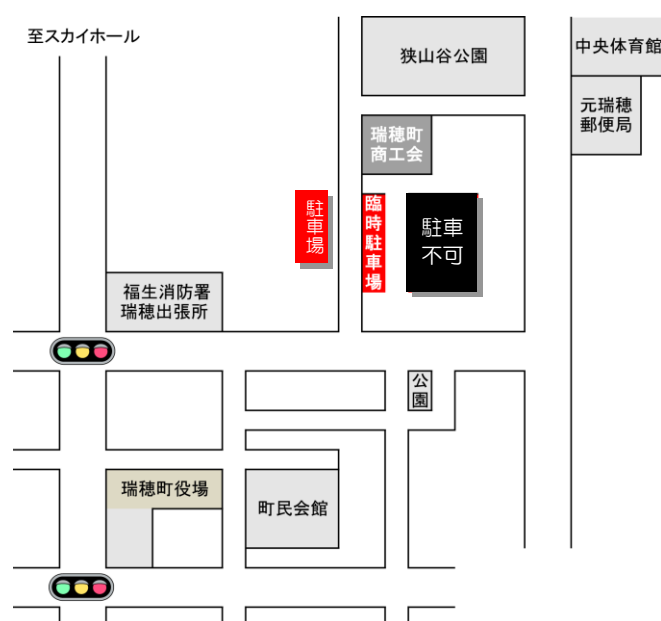 至スカイホール
狭山谷公園
中央体育館
元瑞穂
郵便局
瑞穂町
商工会
駐車場
臨時駐車場
駐車
不可
福生消防署
瑞穂出張所
公園
瑞穂町役場
町民会館